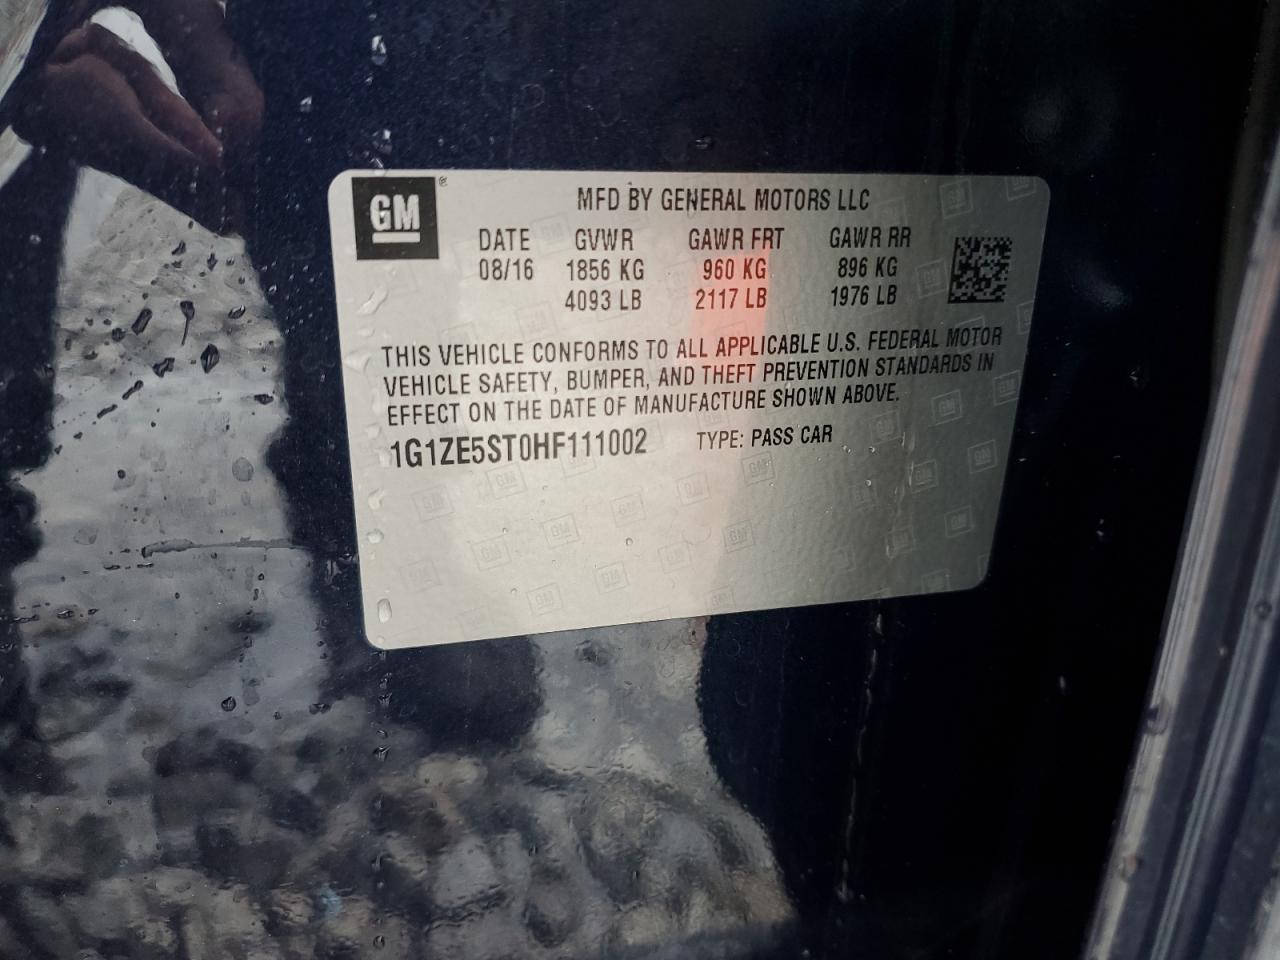 GM
MFD BY GENERAL MOTORS LLC
DATE GVWR GAWR FRT GAWR RR
08/16 1856 KG 960 KG 896 KG
4093 LB 2117 LB 1976 LB
THIS VEHICLE CONFORMS TO ALL APPLICABLE U.S. FEDERAL MOTOR
VEHICLE SAFETY, BUMPER, AND THEFT PREVENTION STANDARDS IN
EFFECT ON THE DATE OF MANUFACTURE SHOWN ABOVE.
1G1ZE5ST0HF111002 TYPE: PASS CAR